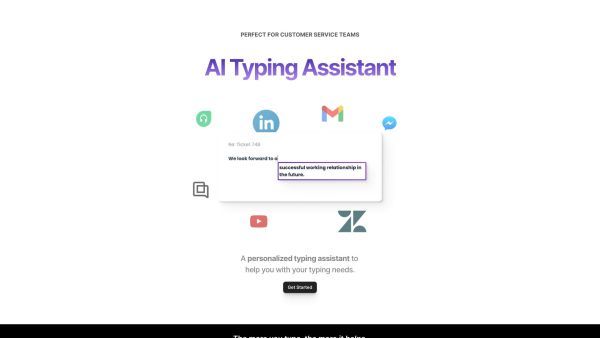 PERFECT FOR CUSTOMER SERVICE TEAMS
AI Typing Assistant
in
Re: Ticket 748
We look forward to a
successful working relationship in
the future.
A personalized typing assistant to
help you with your typing needs.
Get Started
The more you type, the more it helps